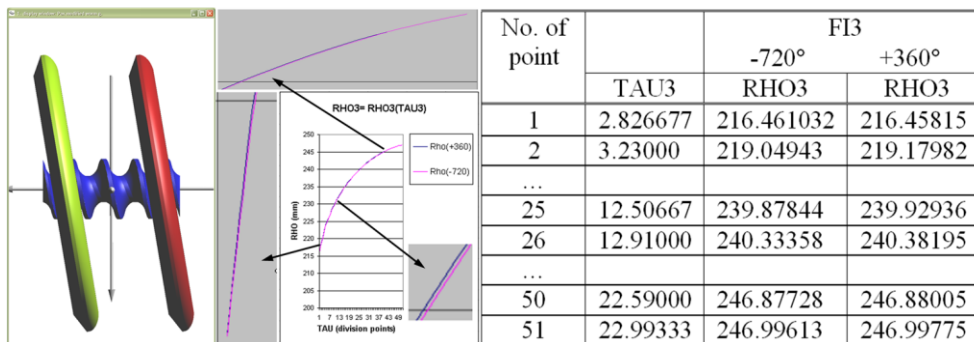 RHO3= RHO3(TAU3)
RHO (mm)
250
245
240
235
230
225
220
215
210
205
200
1 7 13 19 25 31 37 43 49
TAU (division points)
Rho(+360)
Rho(-720)
No. of point FI3
-720° +360°
TAU3 RHO3 RHO3
1 2.826677 216.461032 216.45815
2 3.23000 219.04943 219.17982
...
25 12.50667 239.87844 239.92936
26 12.91000 240.33358 240.38195
...
50 22.59000 246.87728 246.88005
51 22.99333 246.99613 246.99775